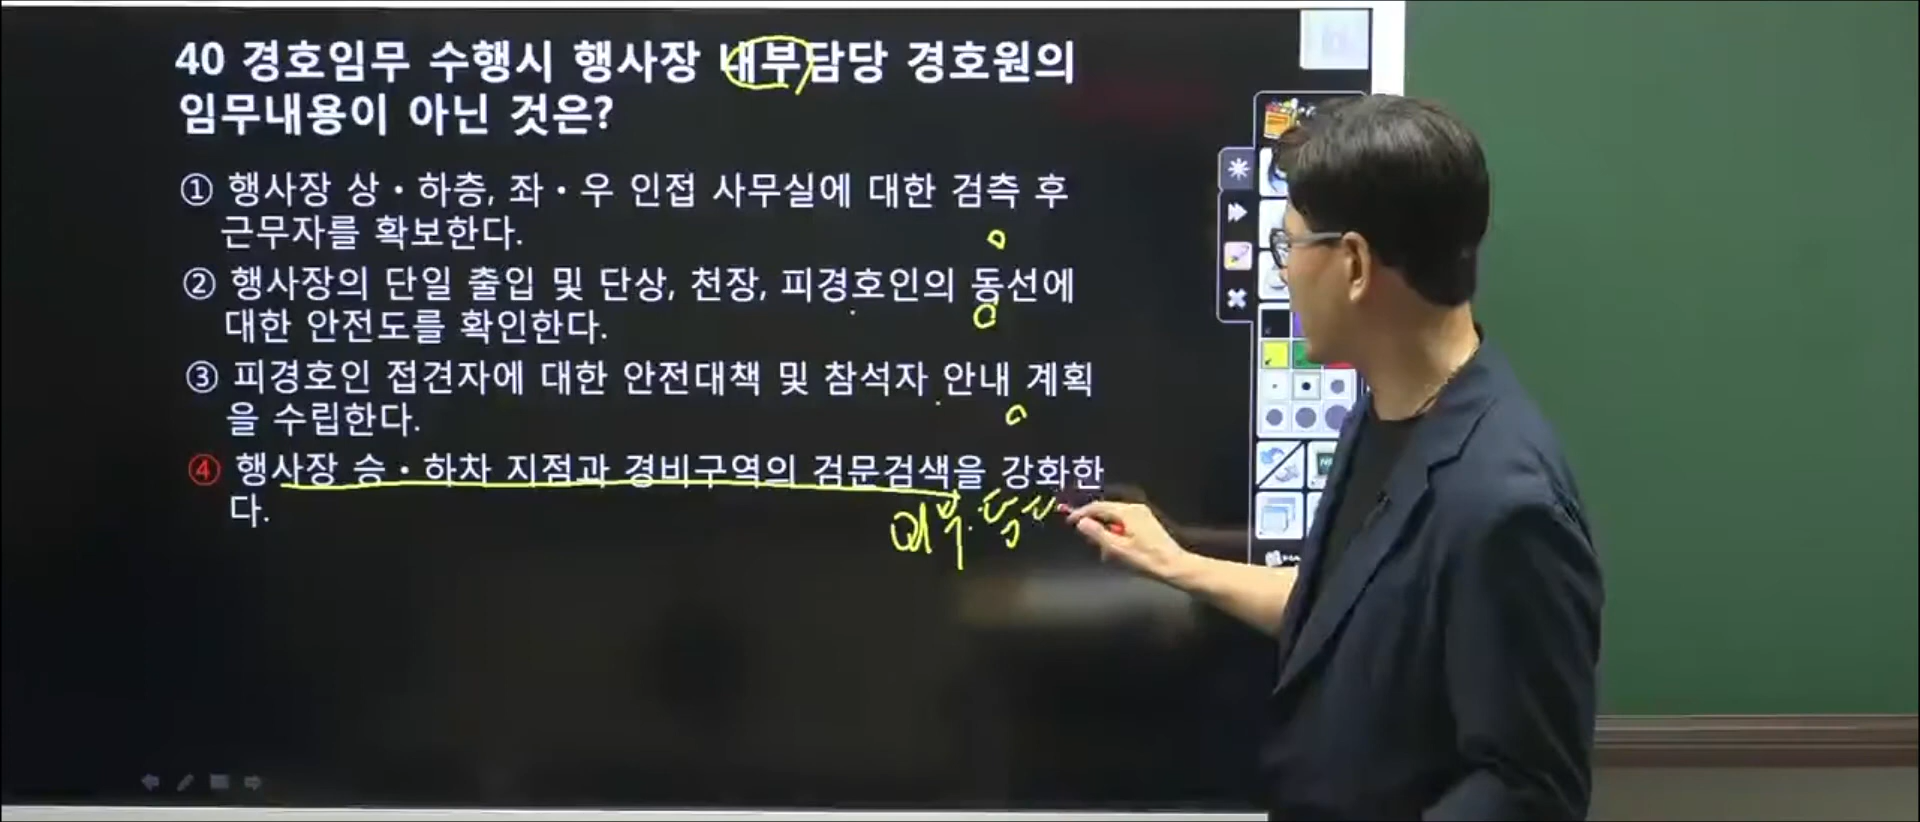 40 경호임무 수행시 행사장 내부담당 경호원의
임무내용이 아닌 것은?
① 행사장 상・하층, 좌・우 인접 사무실에 대한 검측 후
근무자를 확보한다.
② 행사장의 단일 출입 및 단상, 천장, 피경호인의 동선에
대한 안전도를 확인한다.
③ 피경호인 접견자에 대한 안전대책 및 참석자 안내 계획
을 수립한다.
④ 행사장 승・하차 지점과 경비구역의 검문검색을 강화한
다.
외부